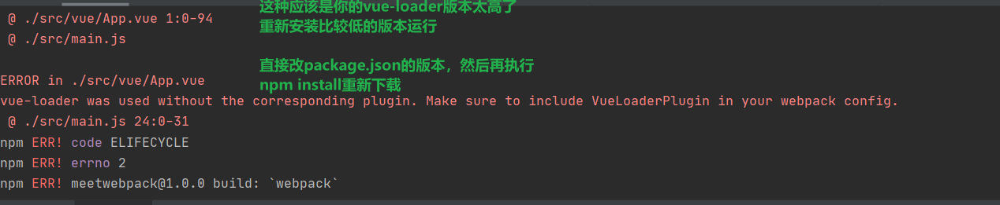 @ ./src/vue/App.vue 1:0-94
@ ./src/main.js
这种应该是你的vue-loader版本太高了
重新安装比较低的版本运行
直接改package.json的版本，然后再执行
npm install重新下载
ERROR in ./src/vue/App.vue
vue-loader was used without the corresponding plugin. Make sure to include VueLoaderPlugin in your webpack config.
@ ./src/main.js 24:0-31
npm ERR! code ELIFECYCLE
npm ERR! errno 2
npm ERR! meetwebpack@1.0.0 build: `webpack`